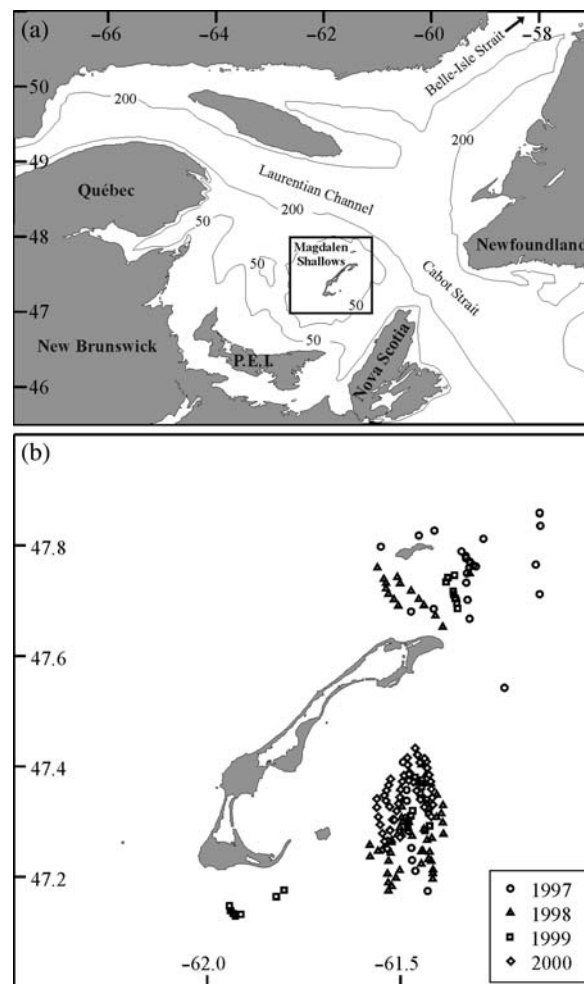 (a)
−66
−64
−62
−60
−58
50
49
48
47
46
Belle-Isle Strait
200
200
Laurentian Channel
200
Québec
50
50
Magdalen
Shallows
50
Newfoundland
Cabot Strait
New Brunswick
50
P.E.I.
Nova Scotia
(b)
47.8
47.6
47.4
47.2
−62.0
−61.5
1997
1998
1999
2000